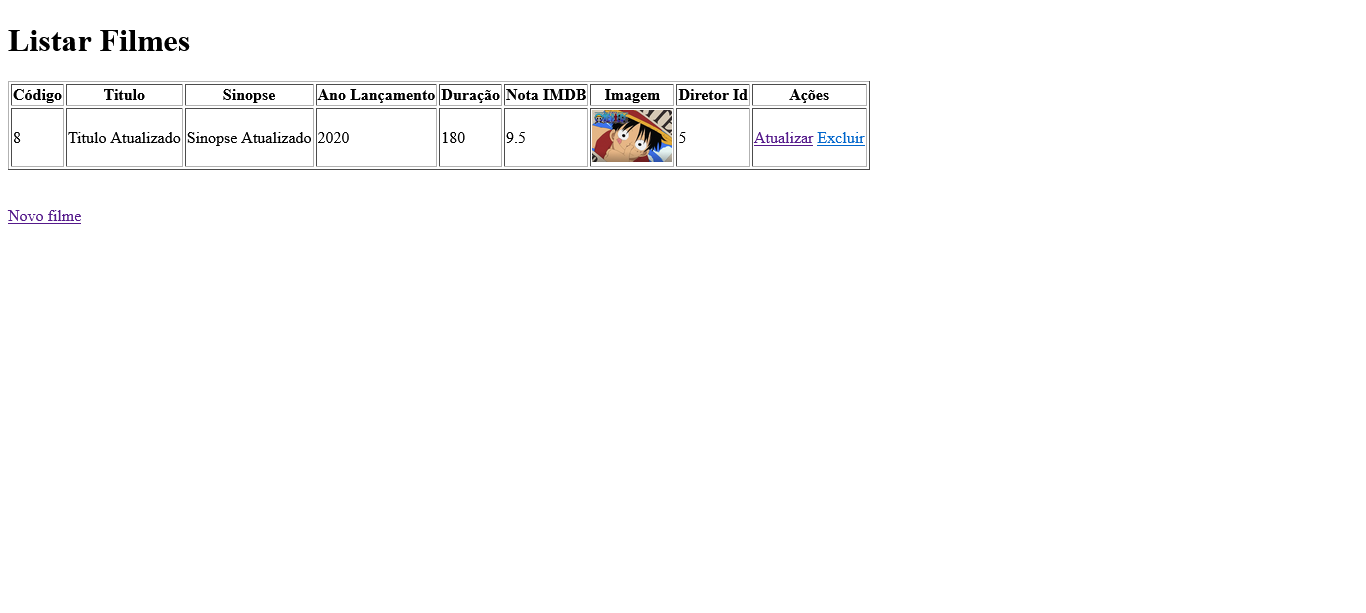 Listar Filmes
Código Titulo Sinopse Ano Lançamento Duração Nota IMDB Imagem Diretor Id Ações
8 Titulo Atualizado Sinopse Atualizado 2020 180 9.5 5 Atualizar Excluir
Novo filme